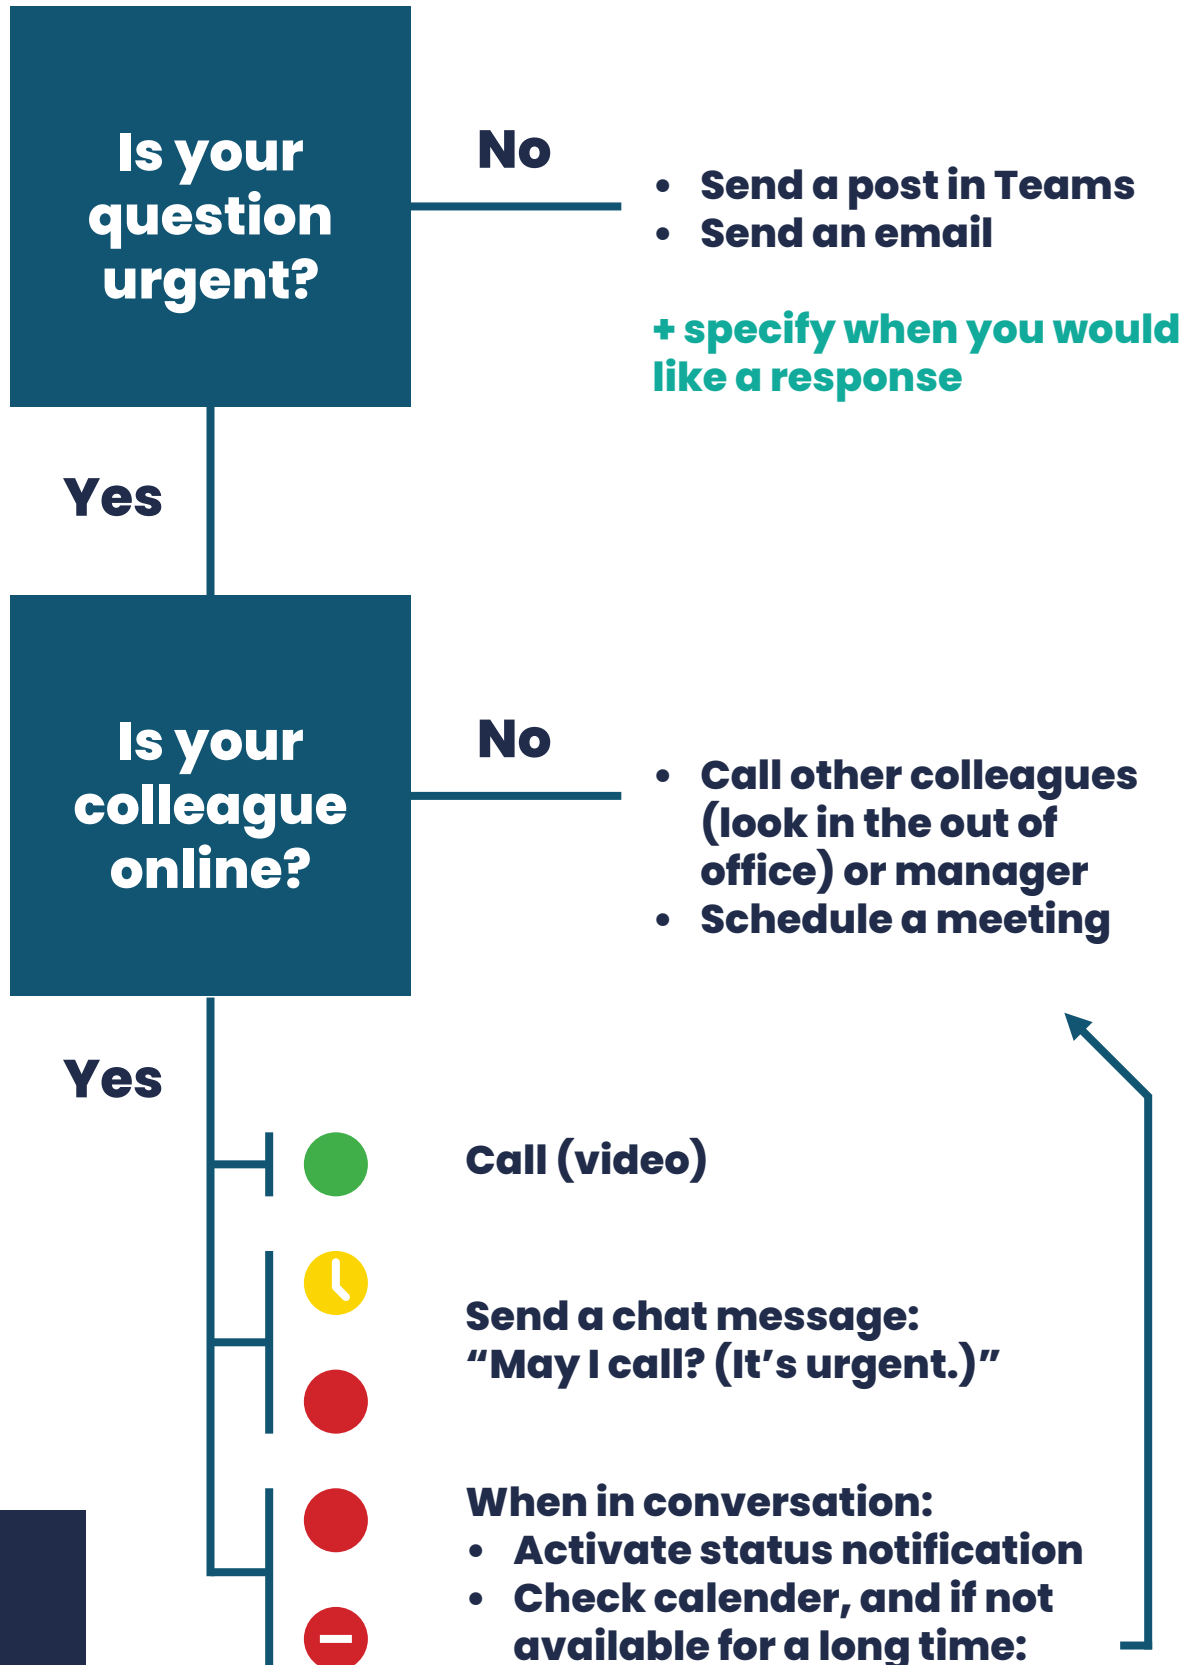 Is your
question
urgent?
No
• Send a post in Teams
• Send an email
+ specify when you would
like a response
Yes
Is your
colleague
online?
No
• Call other colleagues
(look in the out of
office) or manager
• Schedule a meeting
Yes
Call (video)
Send a chat message:
“May I call? (It’s urgent.)”
When in conversation:
• Activate status notification
• Check calender, and if not
available for a long time: